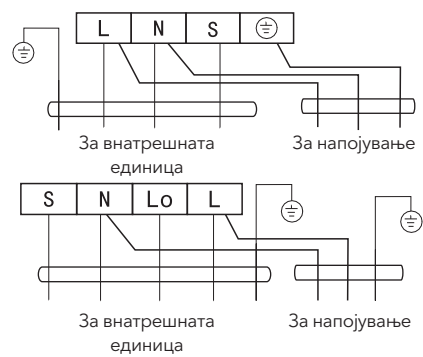 L N S
За внатрешната За напојување
единица
S N Lo L
За внатрешната За напојување
единица